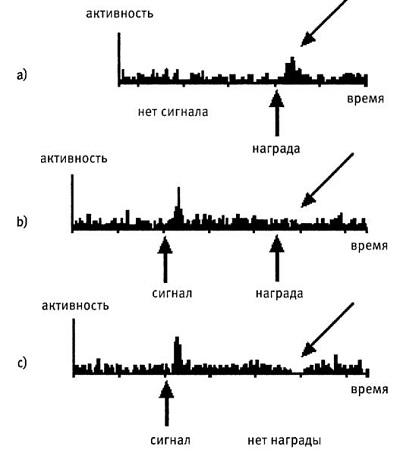 активность
a)
время
нет сигнала
награда
активность
b)
время
сигнал
награда
активность
c)
время
сигнал
нет награды